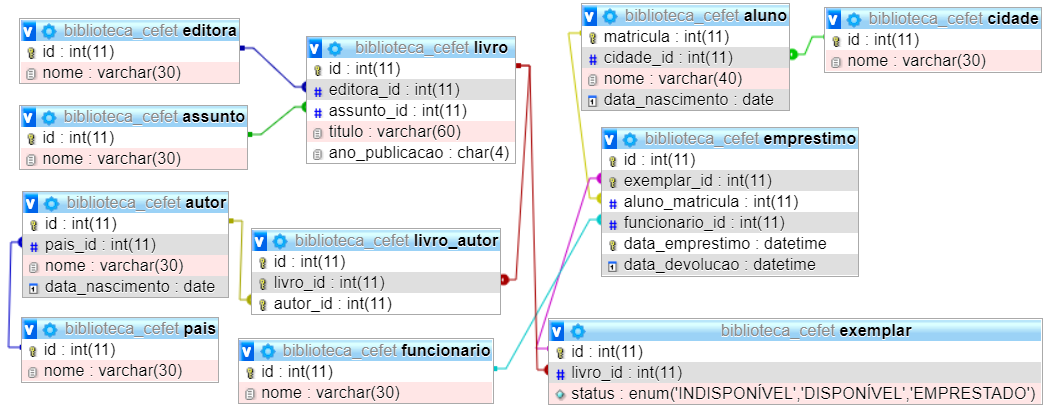 biblioteca_cefet editora
id : int(11)
nome : varchar(30)
biblioteca_cefet assunto
id : int(11)
nome : varchar(30)
biblioteca_cefet autor
id : int(11)
pais_id : int(11)
nome : varchar(30)
data_nascimento : date
biblioteca_cefet pais
id : int(11)
nome : varchar(30)
biblioteca_cefet livro
id : int(11)
editora_id : int(11)
assunto_id : int(11)
titulo : varchar(60)
ano_publicacao : char(4)
biblioteca_cefet livro_autor
id : int(11)
livro_id : int(11)
autor_id : int(11)
biblioteca_cefet funcionario
id : int(11)
nome : varchar(30)
biblioteca_cefet aluno
matricula : int(11)
cidade_id : int(11)
nome : varchar(40)
data_nascimento : date
biblioteca_cefet cidade
id : int(11)
nome : varchar(30)
biblioteca_cefet emprestimo
id : int(11)
exemplar_id : int(11)
aluno_matricula : int(11)
funcionario_id : int(11)
data_emprestimo : datetime
data_devolucao : datetime
biblioteca_cefet exemplar
id : int(11)
livro_id : int(11)
status : enum('INDISPONÍVEL','DISPONÍVEL','EMPRESTADO')